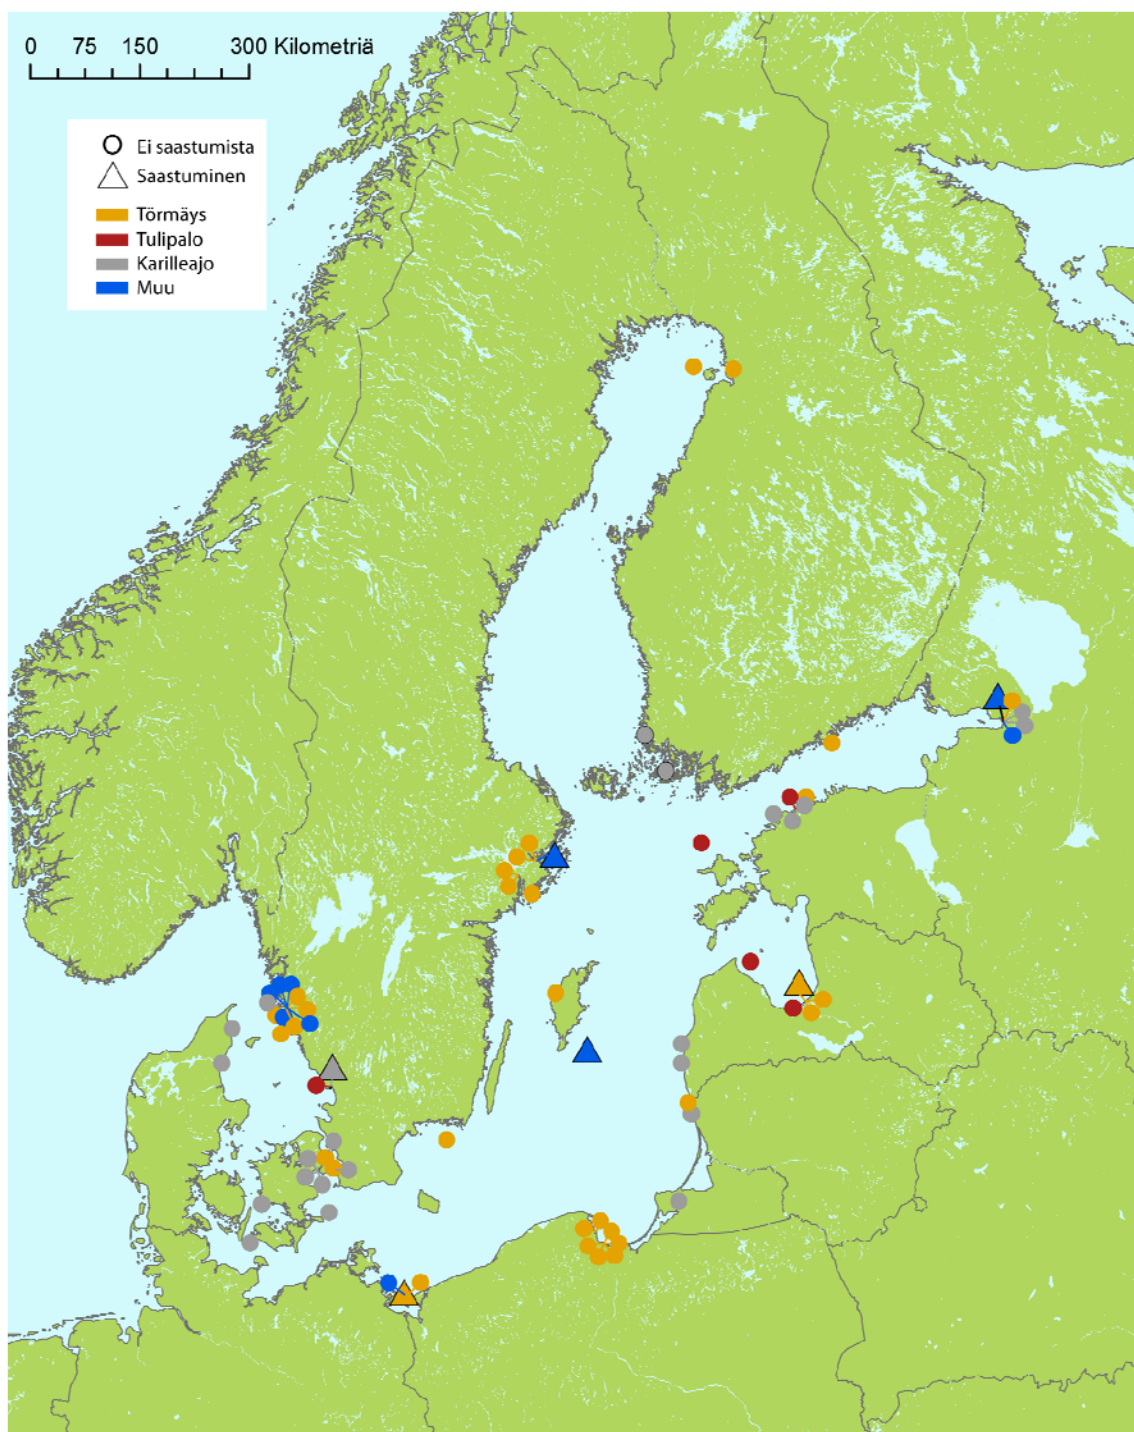 0 75 150 300 Kilometriä
Ei saastumista
Saastuminen
Törmäys
Tulipalo
Karilleajo
Muu